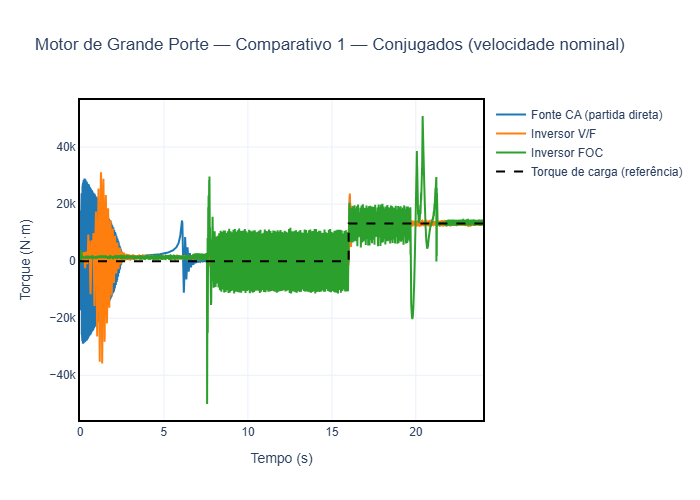 Motor de Grande Porte — Comparativo 1 — Conjugados (velocidade nominal)
Fonte CA (partida direta)
Inversor V/F
Inversor FOC
Torque de carga (referência)
Torque (N·m)
40k
20k
0
−20k
−40k
0
5
10
15
20
Tempo (s)